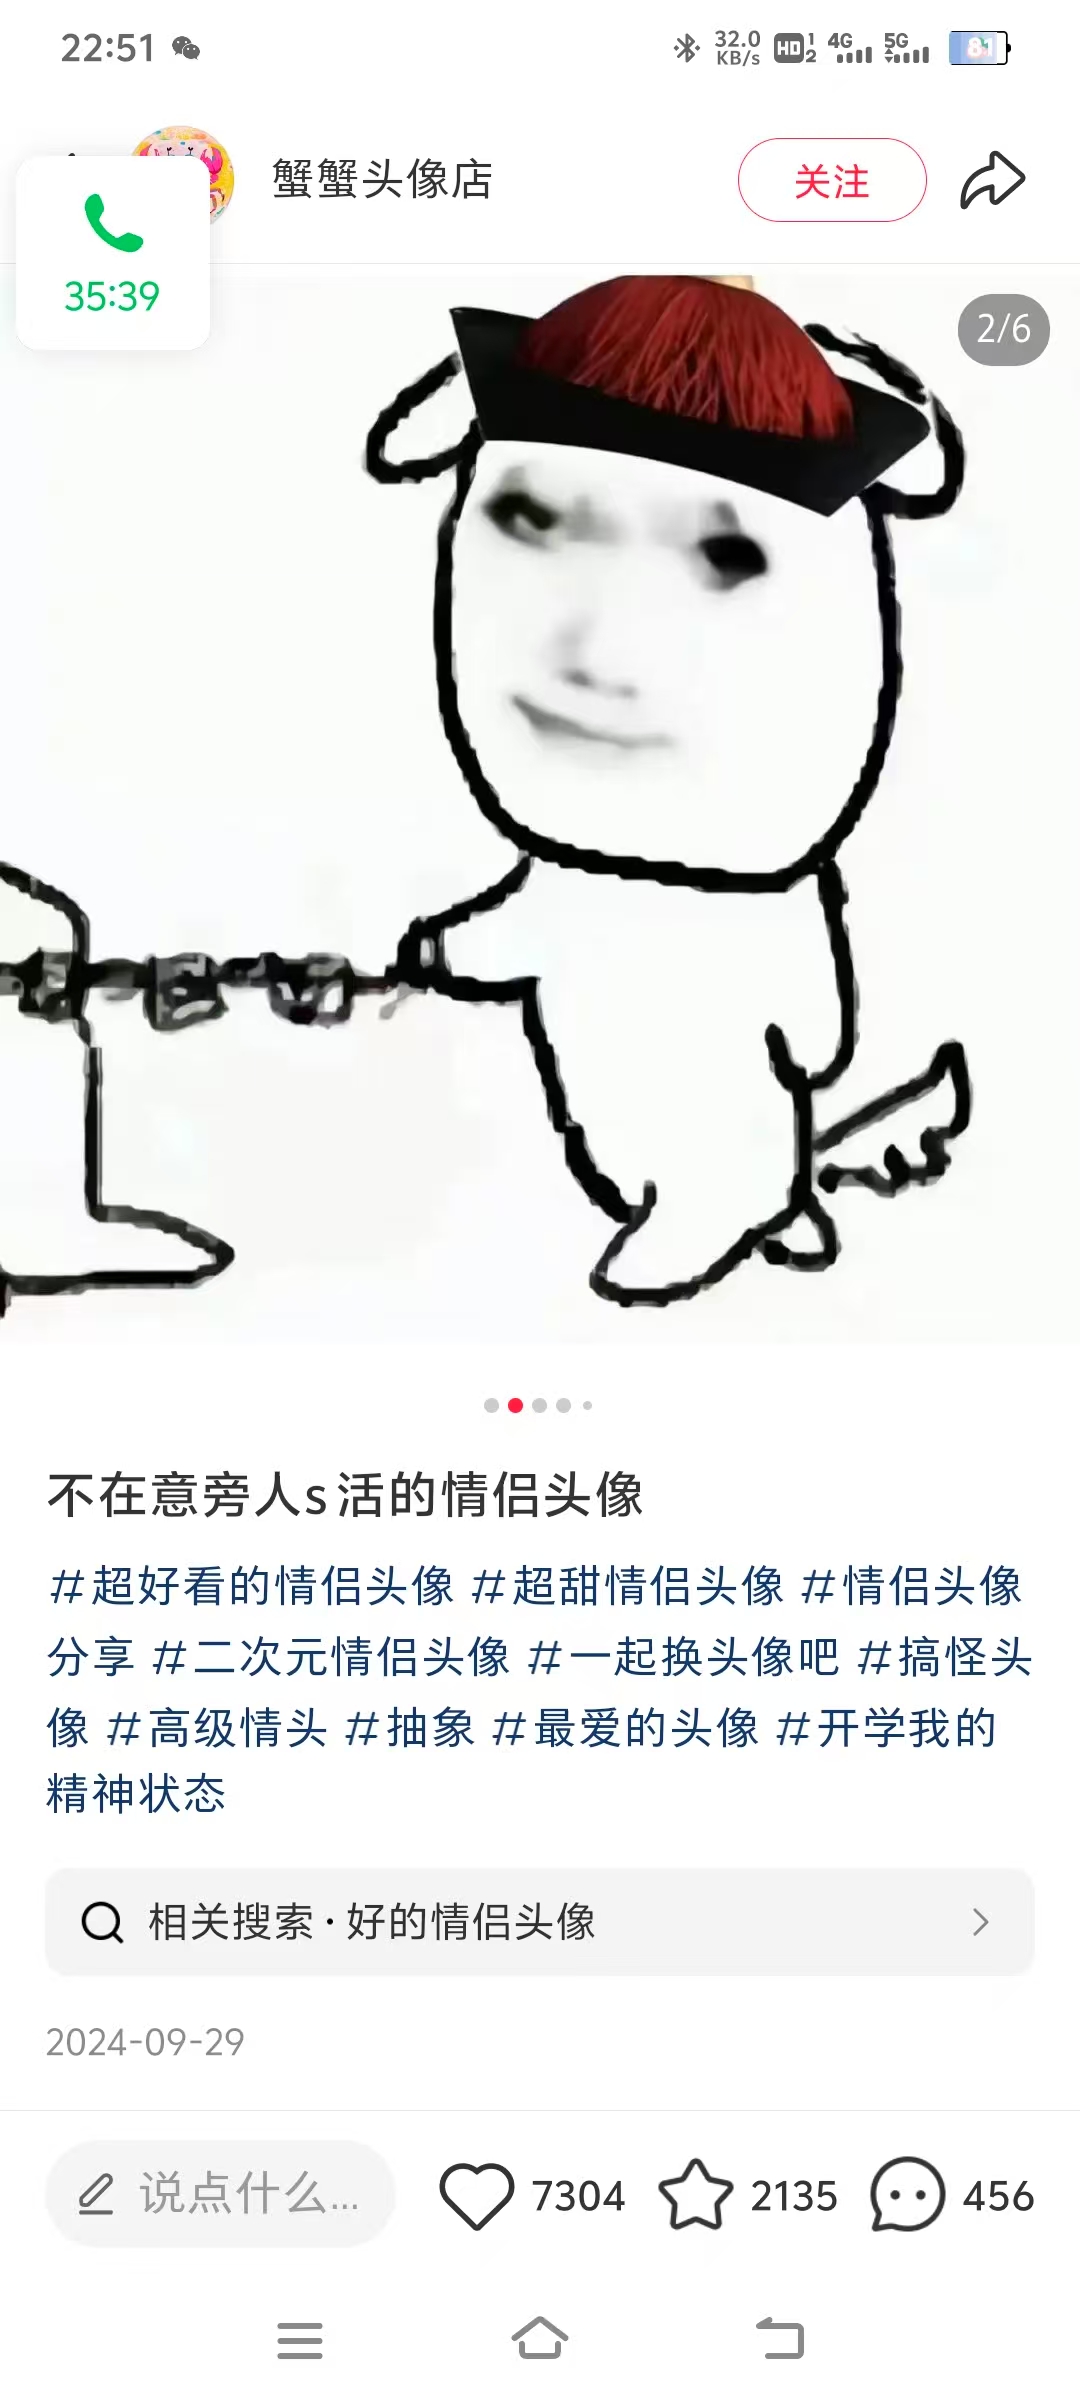 22:51
32.0 KB/s HD 1 2 4G 5G 81
蟹蟹头像店
关注
35:39
2/6
不在意旁人s活的情侣头像
#超好看的情侣头像 #超甜情侣头像 #情侣头像
分享 #二次元情侣头像 #一起换头像吧 #搞怪头
像 #高级情头 #抽象 #最爱的头像 #开学我的
精神状态
相关搜索·好的情侣头像
2024-09-29
说点什么...
7304
2135
456